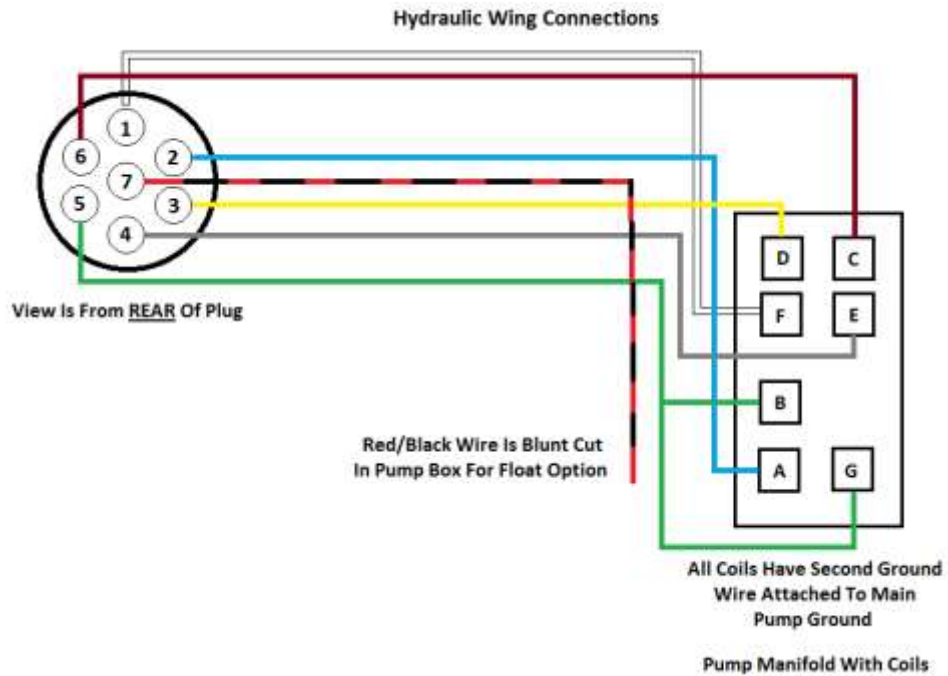 Hydraulic Wing Connections
1
6
2
7
5
3
4
D
C
F
E
B
A
G
View Is From REAR Of Plug
Red/Black Wire Is Blunt Cut
In Pump Box For Float Option
All Coils Have Second Ground
Wire Attached To Main
Pump Ground
Pump Manifold With Coils